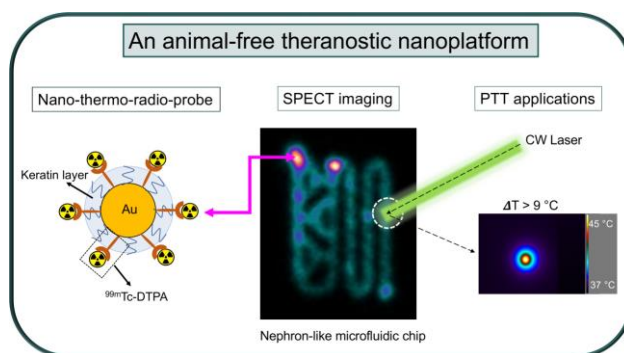 An animal-free theranostic nanoplatform
Nano-thermo-radio-probe
SPECT imaging
PTT applications
CW Laser
Keratin layer
Au
ΔT > 9 °C
45 °C
37 °C
⁹⁹ᵐTc-DTPA
Nephron-like microfluidic chip